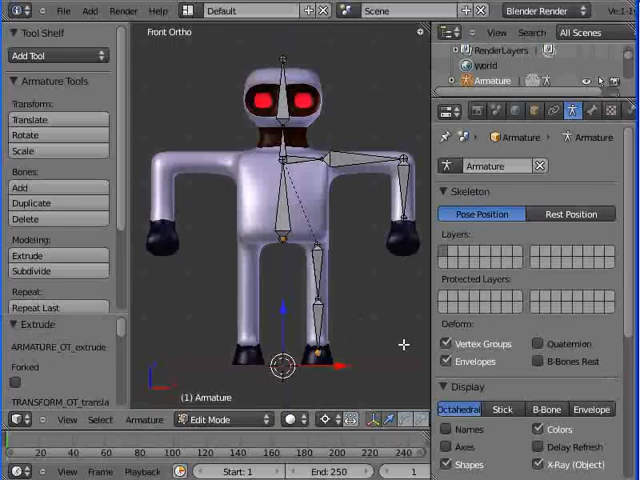 File Add Render Help Default Scene Blender Render Ve:1-1
Tool Shelf
Add Tool
Armature Tools
Transform:
Translate
Rotate
Scale
Bones:
Add
Duplicate
Delete
Modeling:
Extrude
Subdivide
Repeat:
Repeat Last
Extrude
ARMATURE_OT_extrude
Forked
TRANSFORM_OT_transla
Front Ortho
(1) Armature
View Select Armature Edit Mode
0 20 40 60 80 100 120 140 160 180 200
View Frame Playback Start: 1 End: 250 1
View Search All Scenes
RenderLayers
World
Armature
Armature Armature
Armature
Skeleton
Pose Position Rest Position
Layers:
Protected Layers:
Deform:
Vertex Groups Quaternion
Envelopes B-Bones Rest
Display
Octahedral Stick B-Bone Envelope
Names Colors
Axes Delay Refresh
Shapes X-Ray (Object)